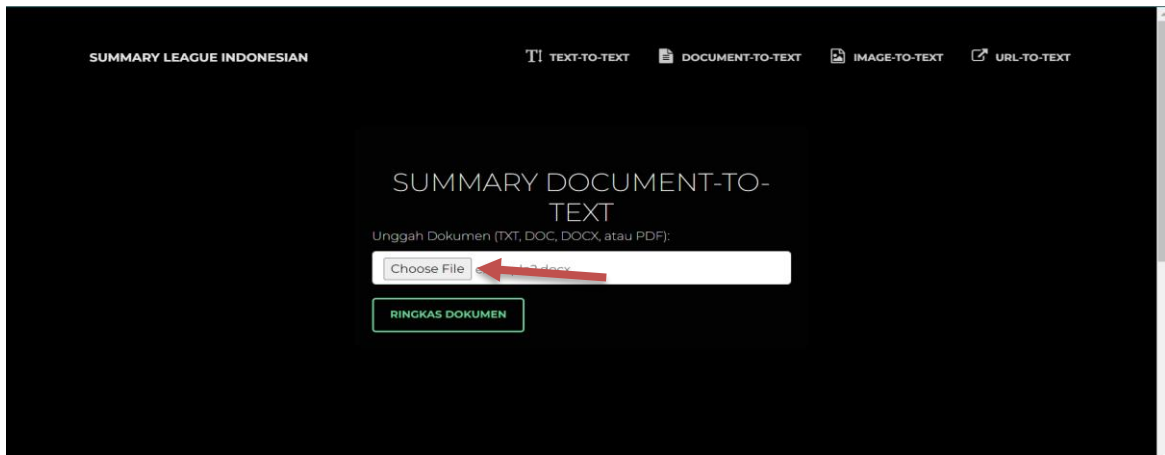 SUMMARY LEAGUE INDONESIAN
TEXT-TO-TEXT
DOCUMENT-TO-TEXT
IMAGE-TO-TEXT
URL-TO-TEXT
SUMMARY DOCUMENT-TO-
TEXT
Unggah Dokumen (TXT, DOC, DOCX, atau PDF):
Choose File
RINGKAS DOKUMEN